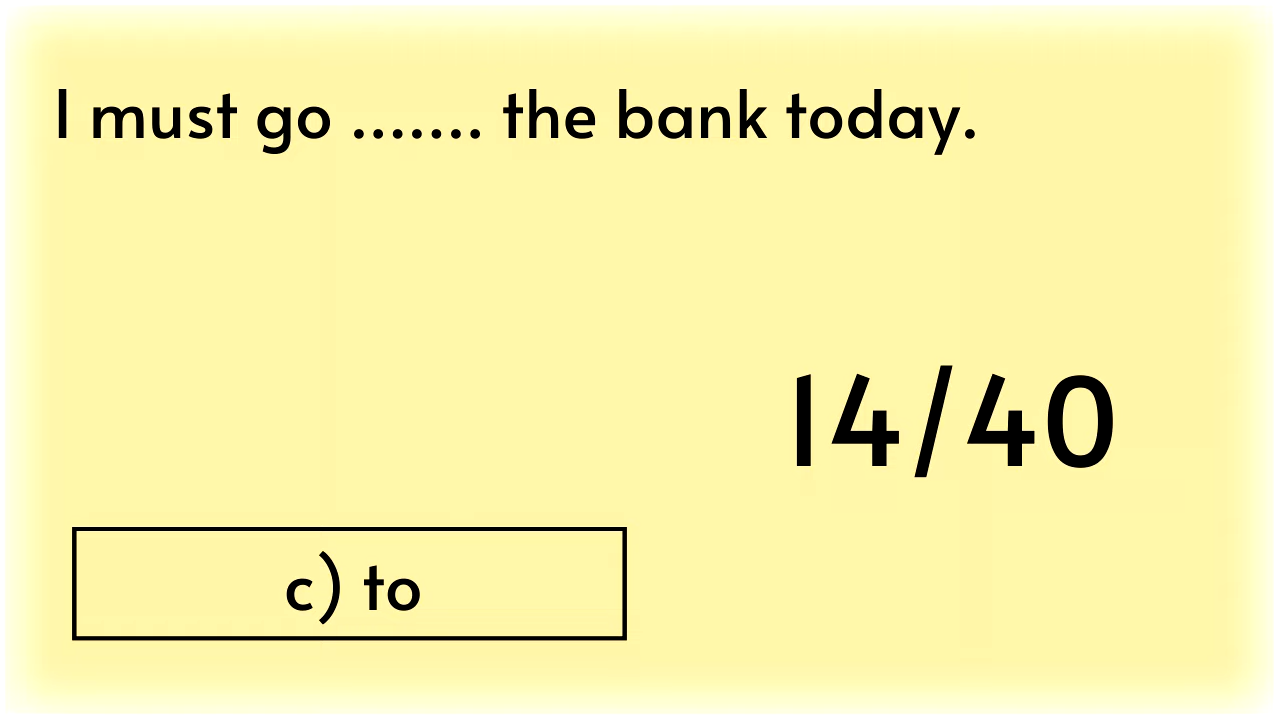 I must go ....... the bank today.
14/40
c) to